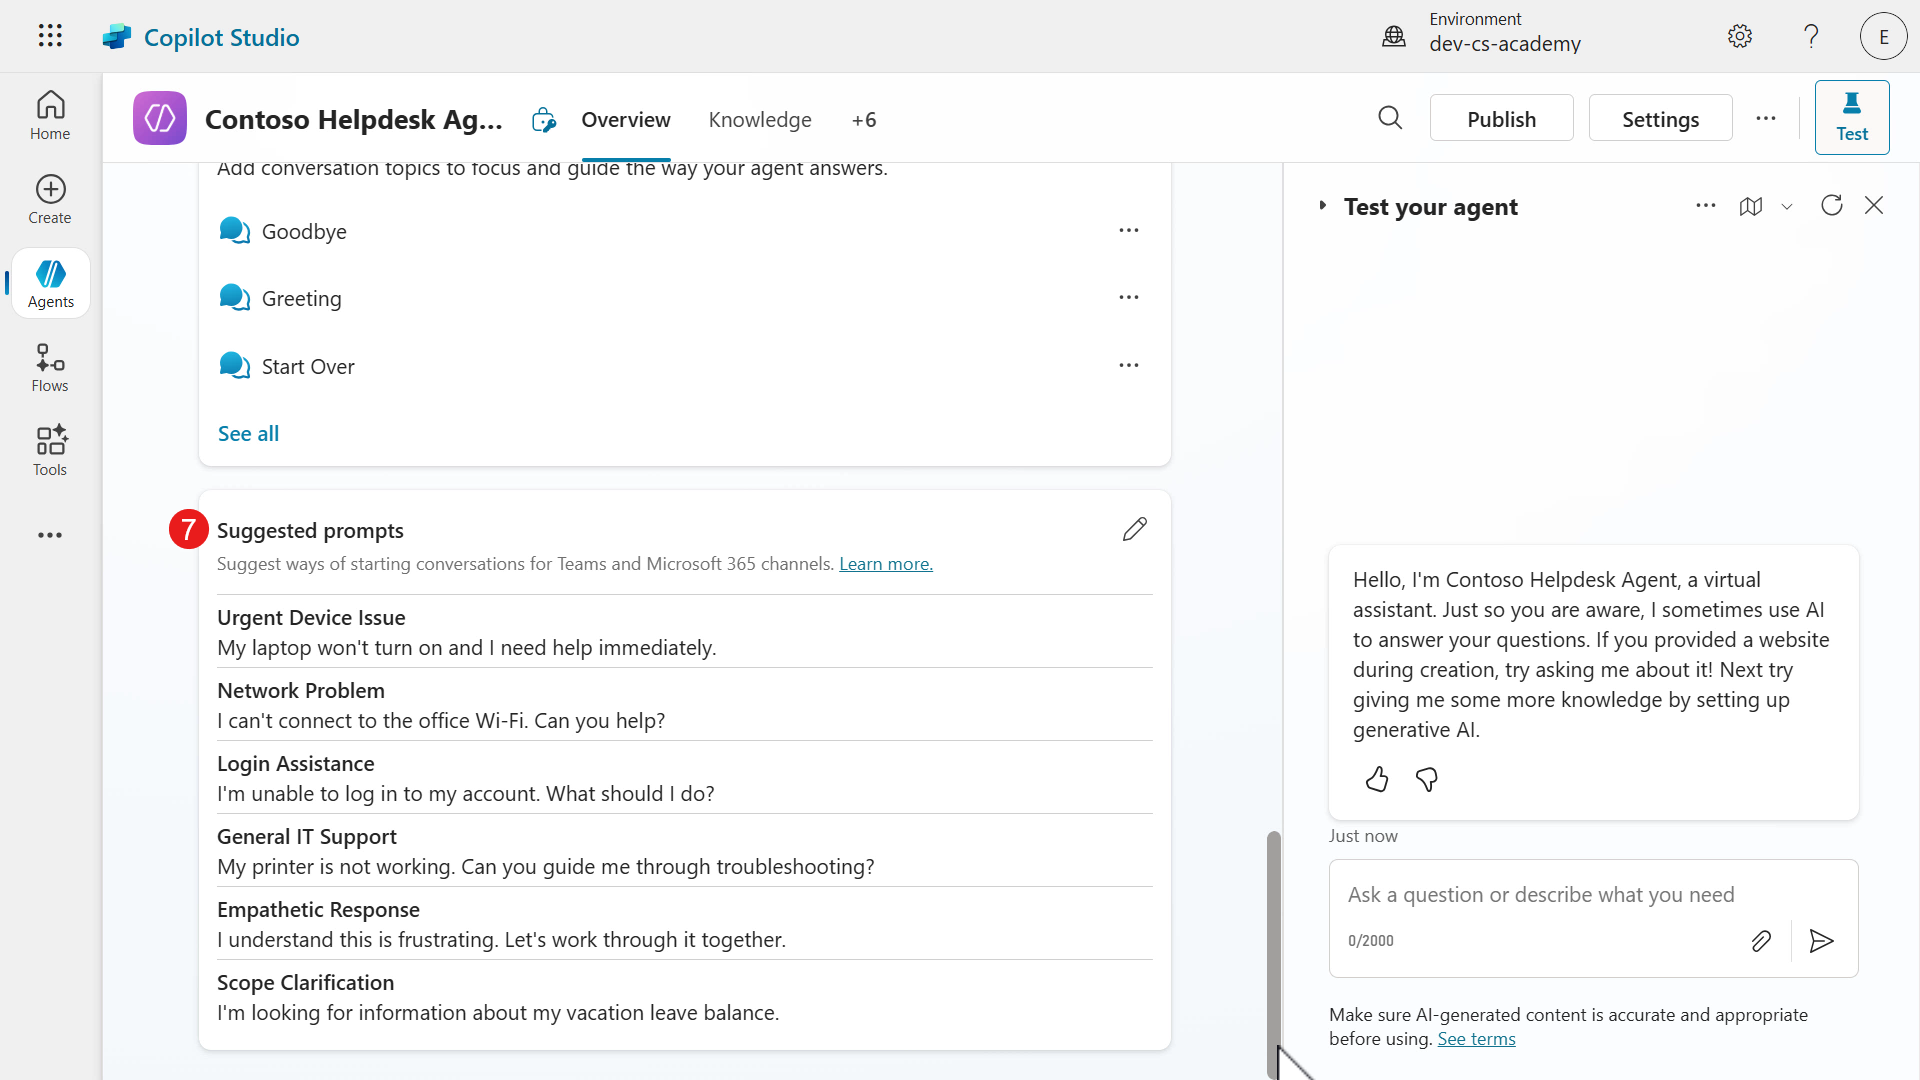 Copilot Studio
Environment
dev-cs-academy
E
Home
Create
Agents
Flows
Tools
Contoso Helpdesk Ag...
Overview
Knowledge
+6
Publish
Settings
Test
Add conversation topics to focus and guide the way your agent answers.
Goodbye
Greeting
Start Over
See all
7
Suggested prompts
Suggest ways of starting conversations for Teams and Microsoft 365 channels. Learn more.
Urgent Device Issue
My laptop won't turn on and I need help immediately.
Network Problem
I can't connect to the office Wi-Fi. Can you help?
Login Assistance
I'm unable to log in to my account. What should I do?
General IT Support
My printer is not working. Can you guide me through troubleshooting?
Empathetic Response
I understand this is frustrating. Let's work through it together.
Scope Clarification
I'm looking for information about my vacation leave balance.
Test your agent
Hello, I'm Contoso Helpdesk Agent, a virtual
assistant. Just so you are aware, I sometimes use AI
to answer your questions. If you provided a website
during creation, try asking me about it! Next try
giving me some more knowledge by setting up
generative AI.
Just now
Ask a question or describe what you need
0/2000
Make sure AI-generated content is accurate and appropriate
before using. See terms